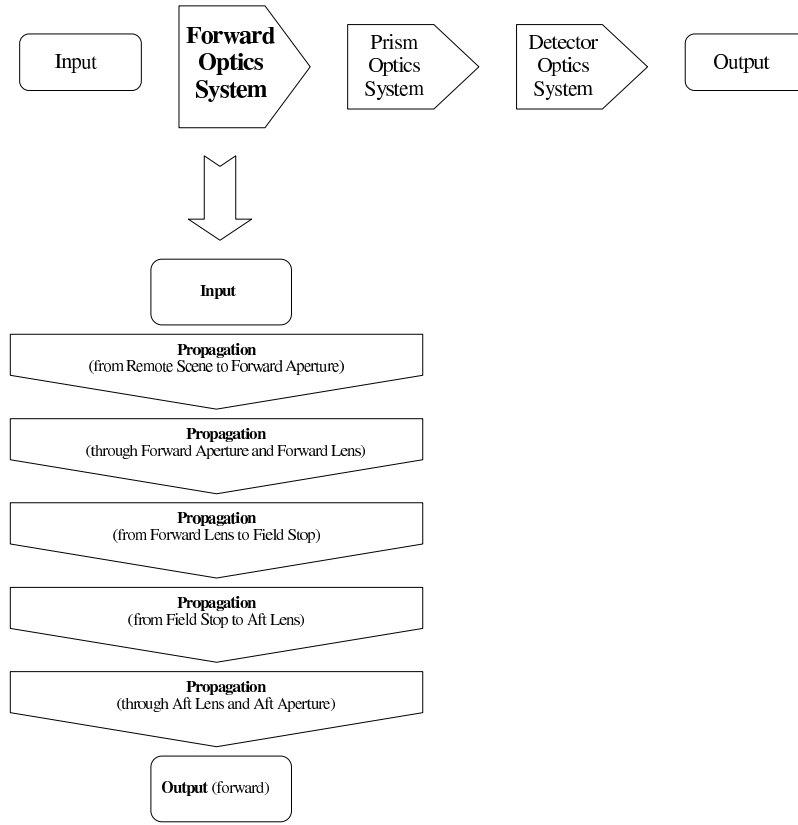 Input
Forward
Optics
System
Prism
Optics
System
Detector
Optics
System
Output
Input
Propagation
(from Remote Scene to Forward Aperture)
Propagation
(through Forward Aperture and Forward Lens)
Propagation
(from Forward Lens to Field Stop)
Propagation
(from Field Stop to Aft Lens)
Propagation
(through Aft Lens and Aft Aperture)
Output (forward)